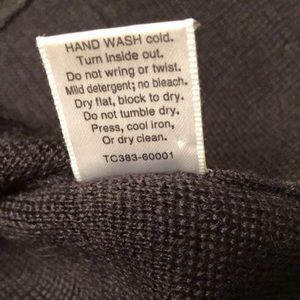 HAND WASH cold.
Turn inside out.
Do not wring or twist.
Mild detergent; no bleach.
Dry flat, block to dry.
Do not tumble dry.
Press, cool iron,
Or dry clean.
TC383-60001